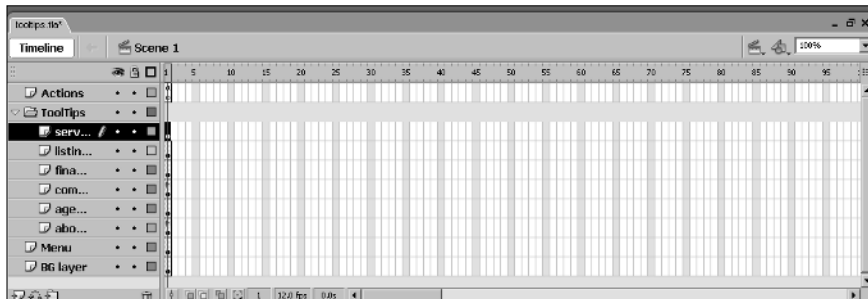 tooltips.fla*
Timeline Scene 1 100%
1 5 10 15 20 25 30 35 40 45 50 55 60 65 70 75 80 85 90 95
Actions
ToolTips
serv...
listin...
fina...
com...
age...
abo...
Menu
BG layer
1 12.0 fps 0.0s